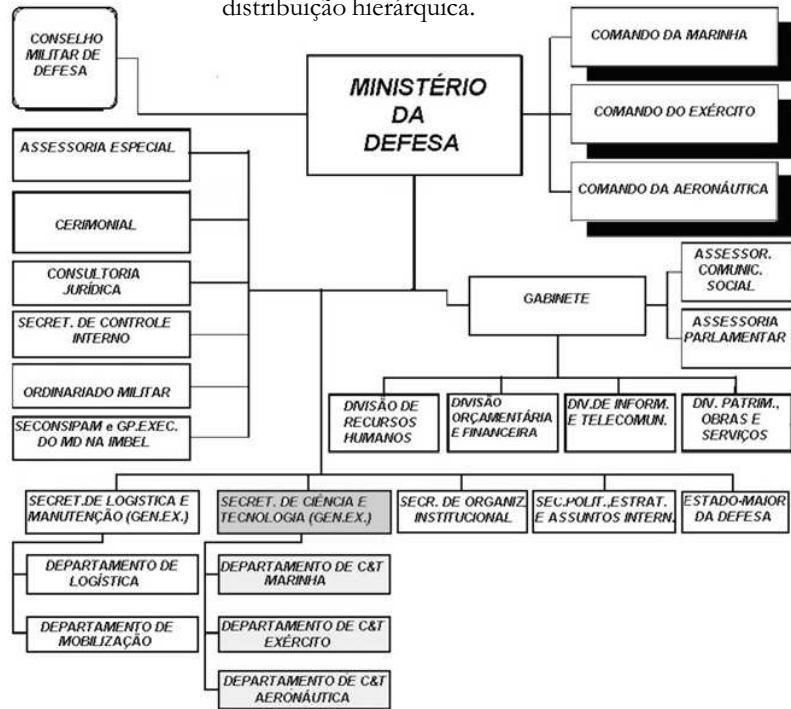 distribuição hierárquica.
CONSELHO
MILITAR DE
DEFESA
MINISTÉRIO
DA
DEFESA
COMANDO DA MARINHA
COMANDO DO EXÉRCITO
COMANDO DA AERONÁUTICA
ASSESSORIA ESPECIAL
CERIMONIAL
CONSULTORIA
JURÍDICA
SECRET. DE CONTROLE
INTERNO
ORDINARIADO MILITAR
SECONSIPAM e GP.EXEC.
DO MD NA IMBEL
GABINETE
ASSESSOR.
COMUNIC.
SOCIAL
ASSESSORIA
PARLAMENTAR
DIVISÃO DE
RECURSOS
HUMANOS
DIVISÃO
ORÇAMENTÁRIA
E FINANCEIRA
DIV.DE INFORM.
E TELECOMUN.
DIV. PATRIM.,
OBRAS E
SERVIÇOS
SECRET.DE LOGISTICA E
MANUTENÇÃO (GEN.EX.)
SECRET. DE CIÊNCIA E
TECNOLOGIA (GEN.EX.)
SECR. DE ORGANIZ.
INSTITUCIONAL
SEC.POLIT.,ESTRAT.
E ASSUNTOS INTERN.
ESTADO-MAIOR
DA DEFESA
DEPARTAMENTO DE
LOGÍSTICA
DEPARTAMENTO DE
MOBILIZAÇÃO
DEPARTAMENTO DE C&T
MARINHA
DEPARTAMENTO DE C&T
EXÉRCITO
DEPARTAMENTO DE C&T
AERONÁUTICA